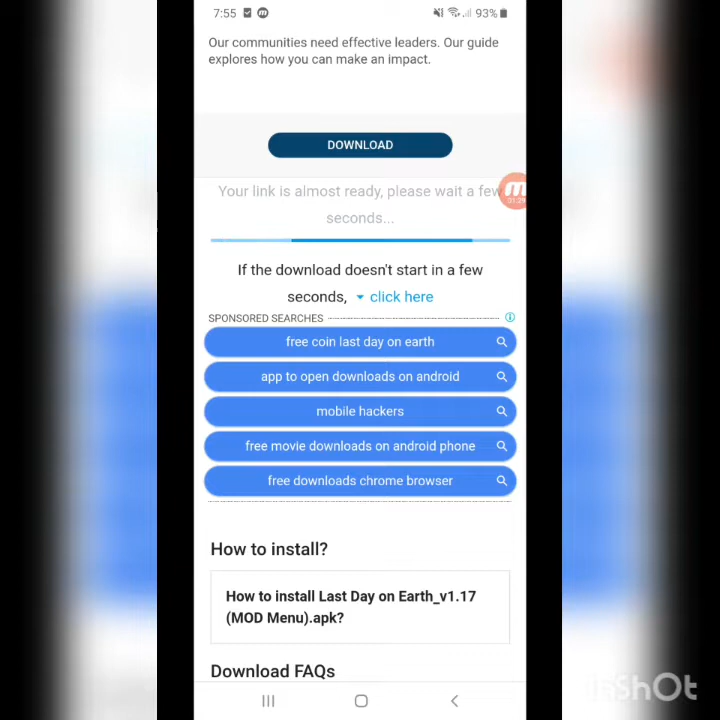 7:55
93%
Our communities need effective leaders. Our guide
explores how you can make an impact.
DOWNLOAD
Your link is almost ready, please wait a few
seconds...
01:29
If the download doesn't start in a few
seconds, click here
SPONSORED SEARCHES
free coin last day on earth
app to open downloads on android
mobile hackers
free movie downloads on android phone
free downloads chrome browser
How to install?
How to install Last Day on Earth_v1.17
(MOD Menu).apk?
Download FAQs
InShOt